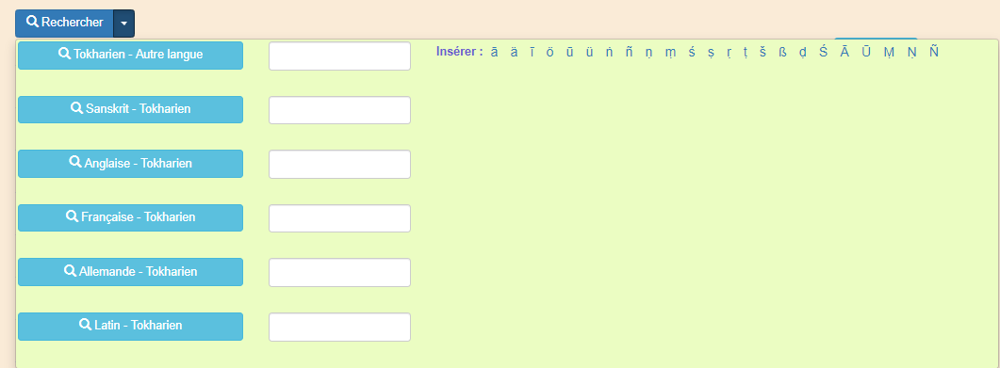 Rechercher
Tokharien - Autre langue
Insérer : ā ä ī ö ū ü ṅ ñ ṇ ṃ ś ṣ ṛ ṭ š ß ḍ Ś Ā Ū Ṃ Ṇ Ñ
Sanskrit - Tokharien
Anglaise - Tokharien
Française - Tokharien
Allemande - Tokharien
Latin - Tokharien